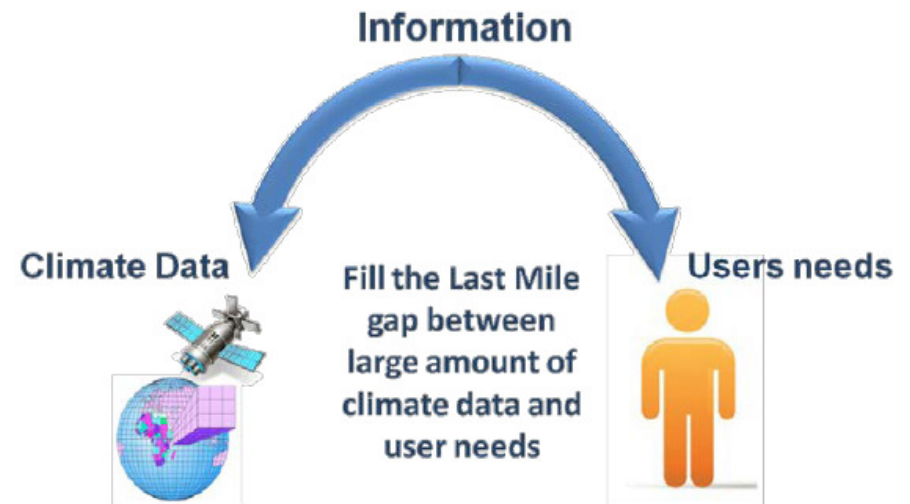 Information
Climate Data
Users needs
Fill the Last Mile
gap between
large amount of
climate data and
user needs